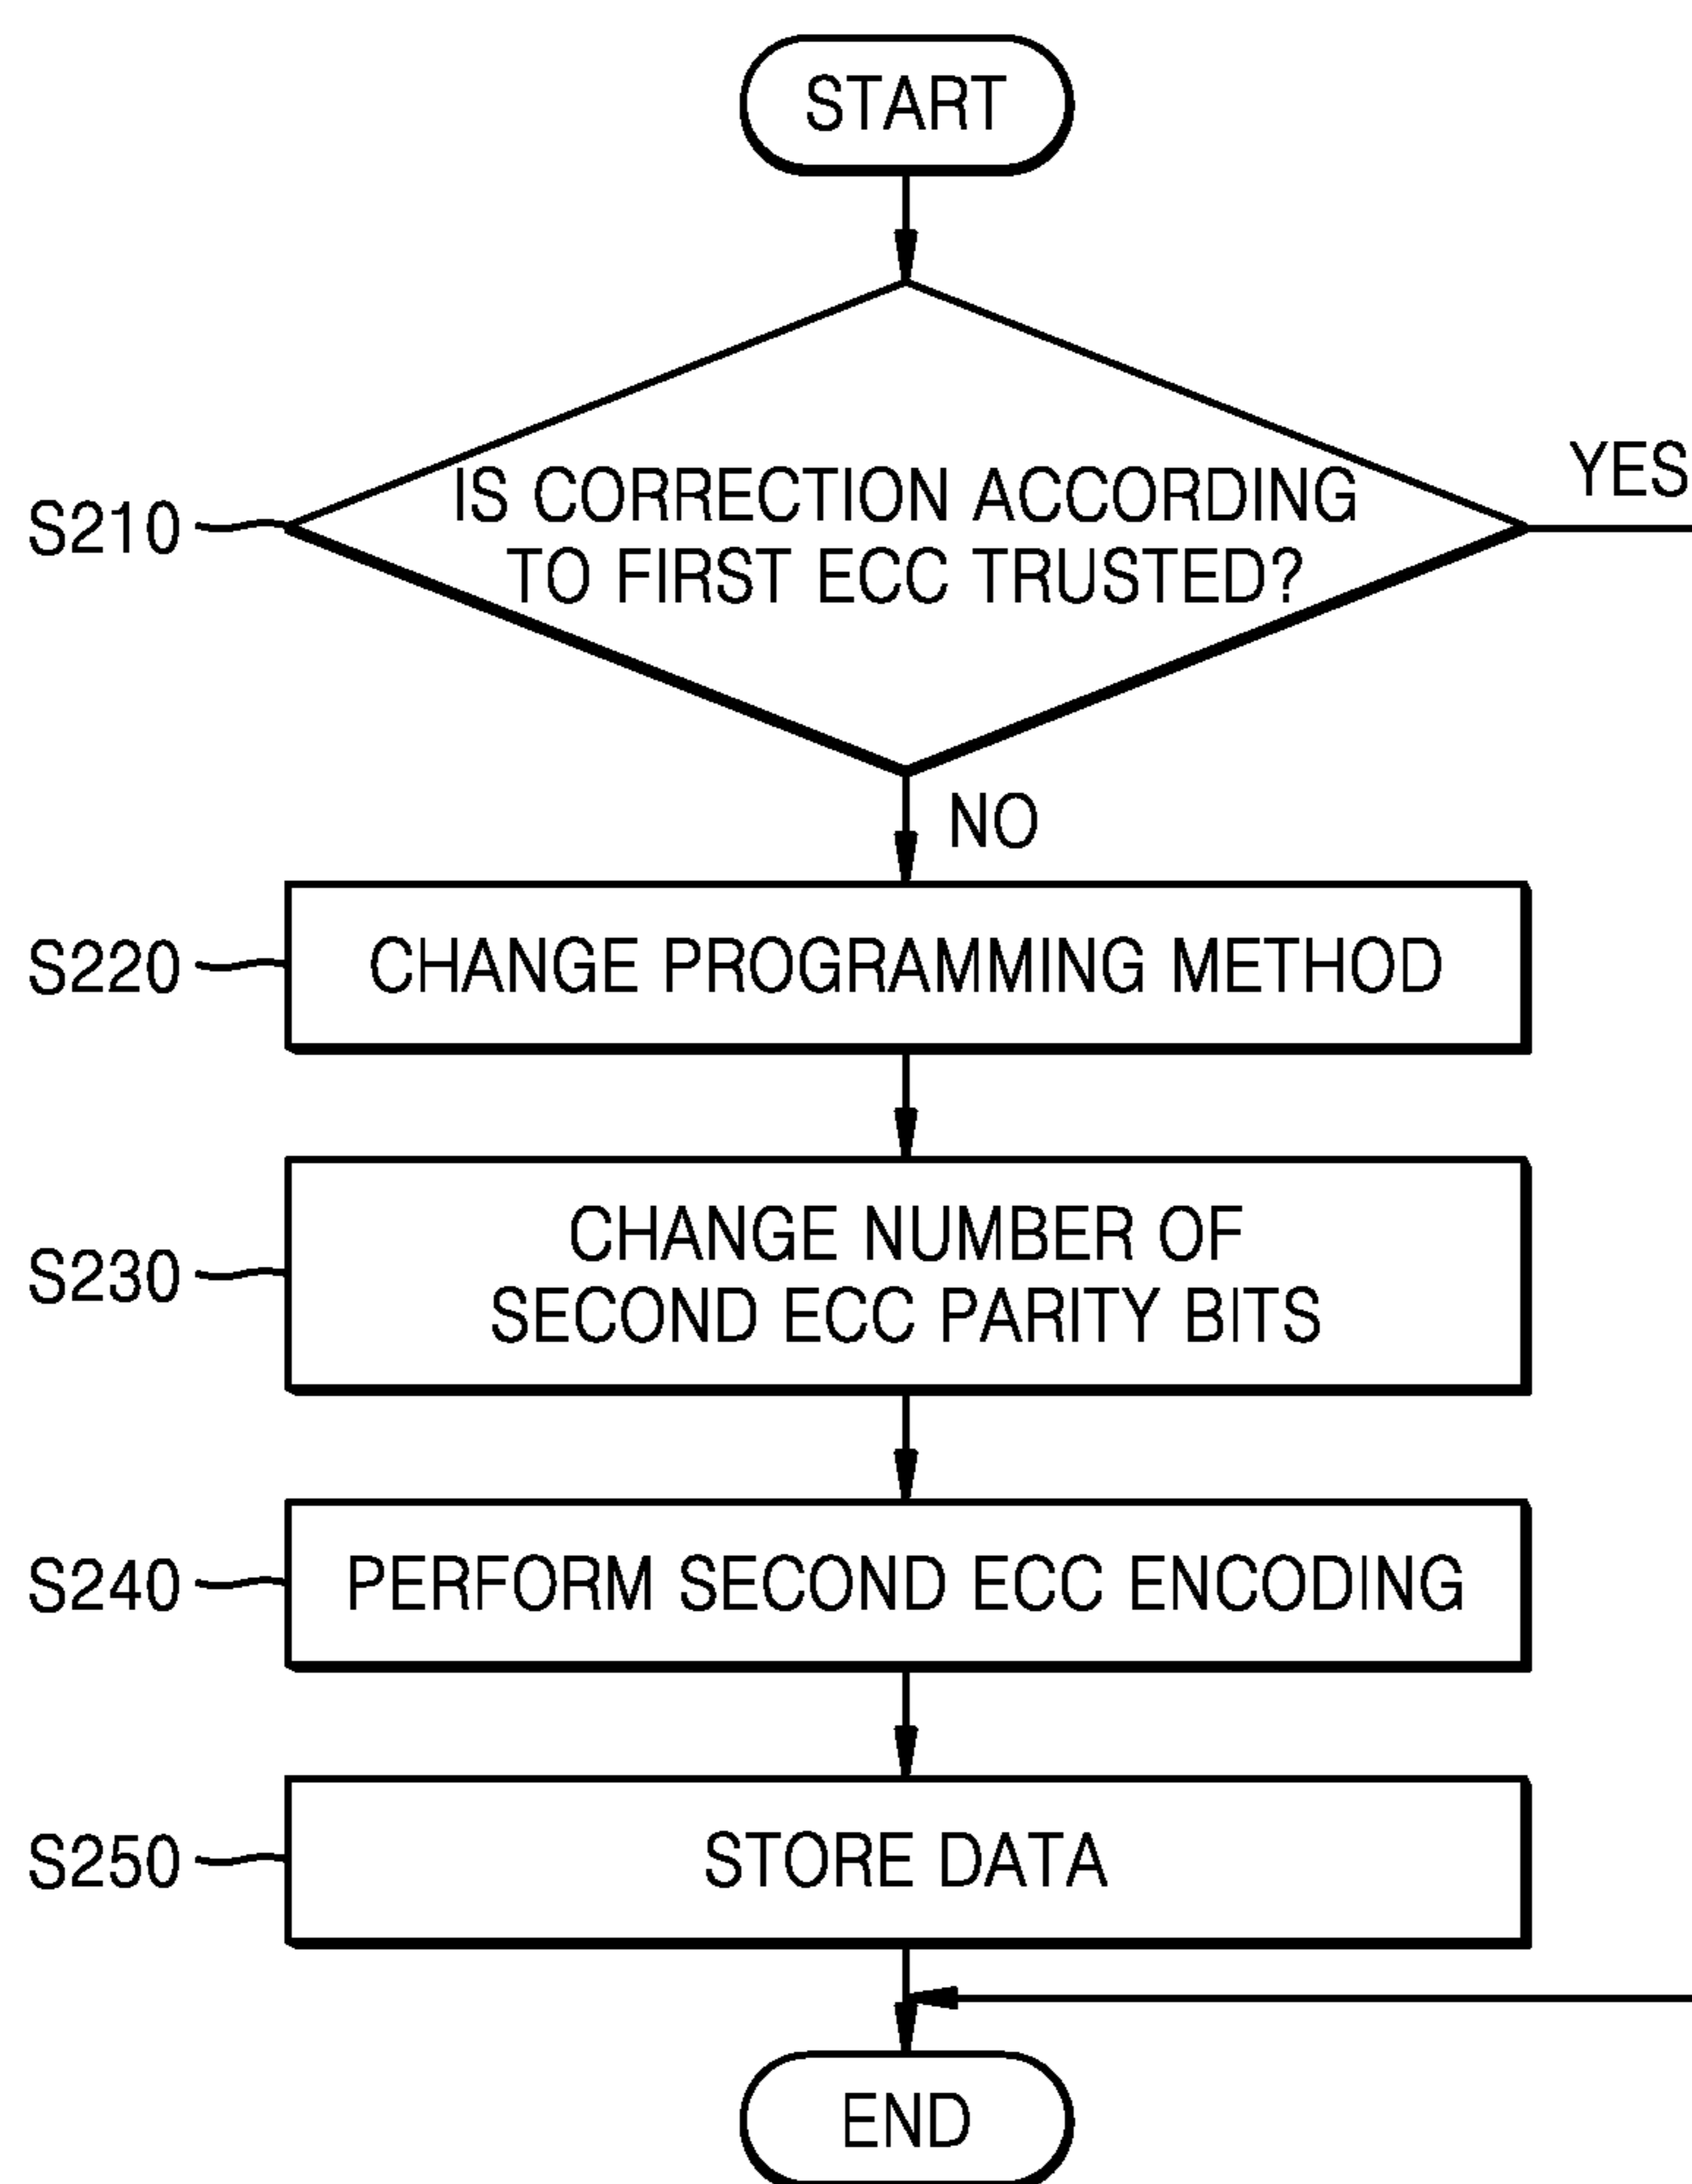 START
IS CORRECTION ACCORDING
TO FIRST ECC TRUSTED?
YES
S210
NO
S220
CHANGE PROGRAMMING METHOD
S230
CHANGE NUMBER OF
SECOND ECC PARITY BITS
S240
PERFORM SECOND ECC ENCODING
S250
STORE DATA
END